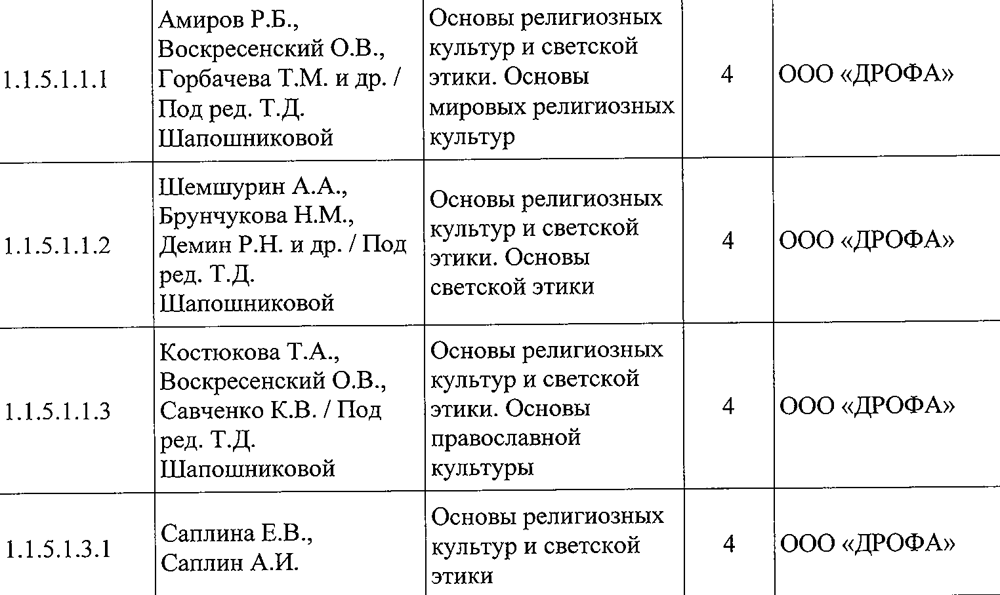 1.1.5.1.1.1
Амиров Р.Б.,
Воскресенский О.В.,
Горбачева Т.М. и др. /
Под ред. Т.Д.
Шапошниковой
Основы религиозных
культур и светской
этики. Основы
мировых религиозных
культур
4
ООО «ДРОФА»
1.1.5.1.1.2
Шемшурин А.А.,
Брунчукова Н.М.,
Демин Р.Н. и др. / Под
ред. Т.Д.
Шапошниковой
Основы религиозных
культур и светской
этики. Основы
светской этики
4
ООО «ДРОФА»
1.1.5.1.1.3
Костюкова Т.А.,
Воскресенский О.В.,
Савченко К.В. / Под
ред. Т.Д.
Шапошниковой
Основы религиозных
культур и светской
этики. Основы
православной
культуры
4
ООО «ДРОФА»
1.1.5.1.3.1
Саплина Е.В.,
Саплин А.И.
Основы религиозных
культур и светской
этики
4
ООО «ДРОФА»